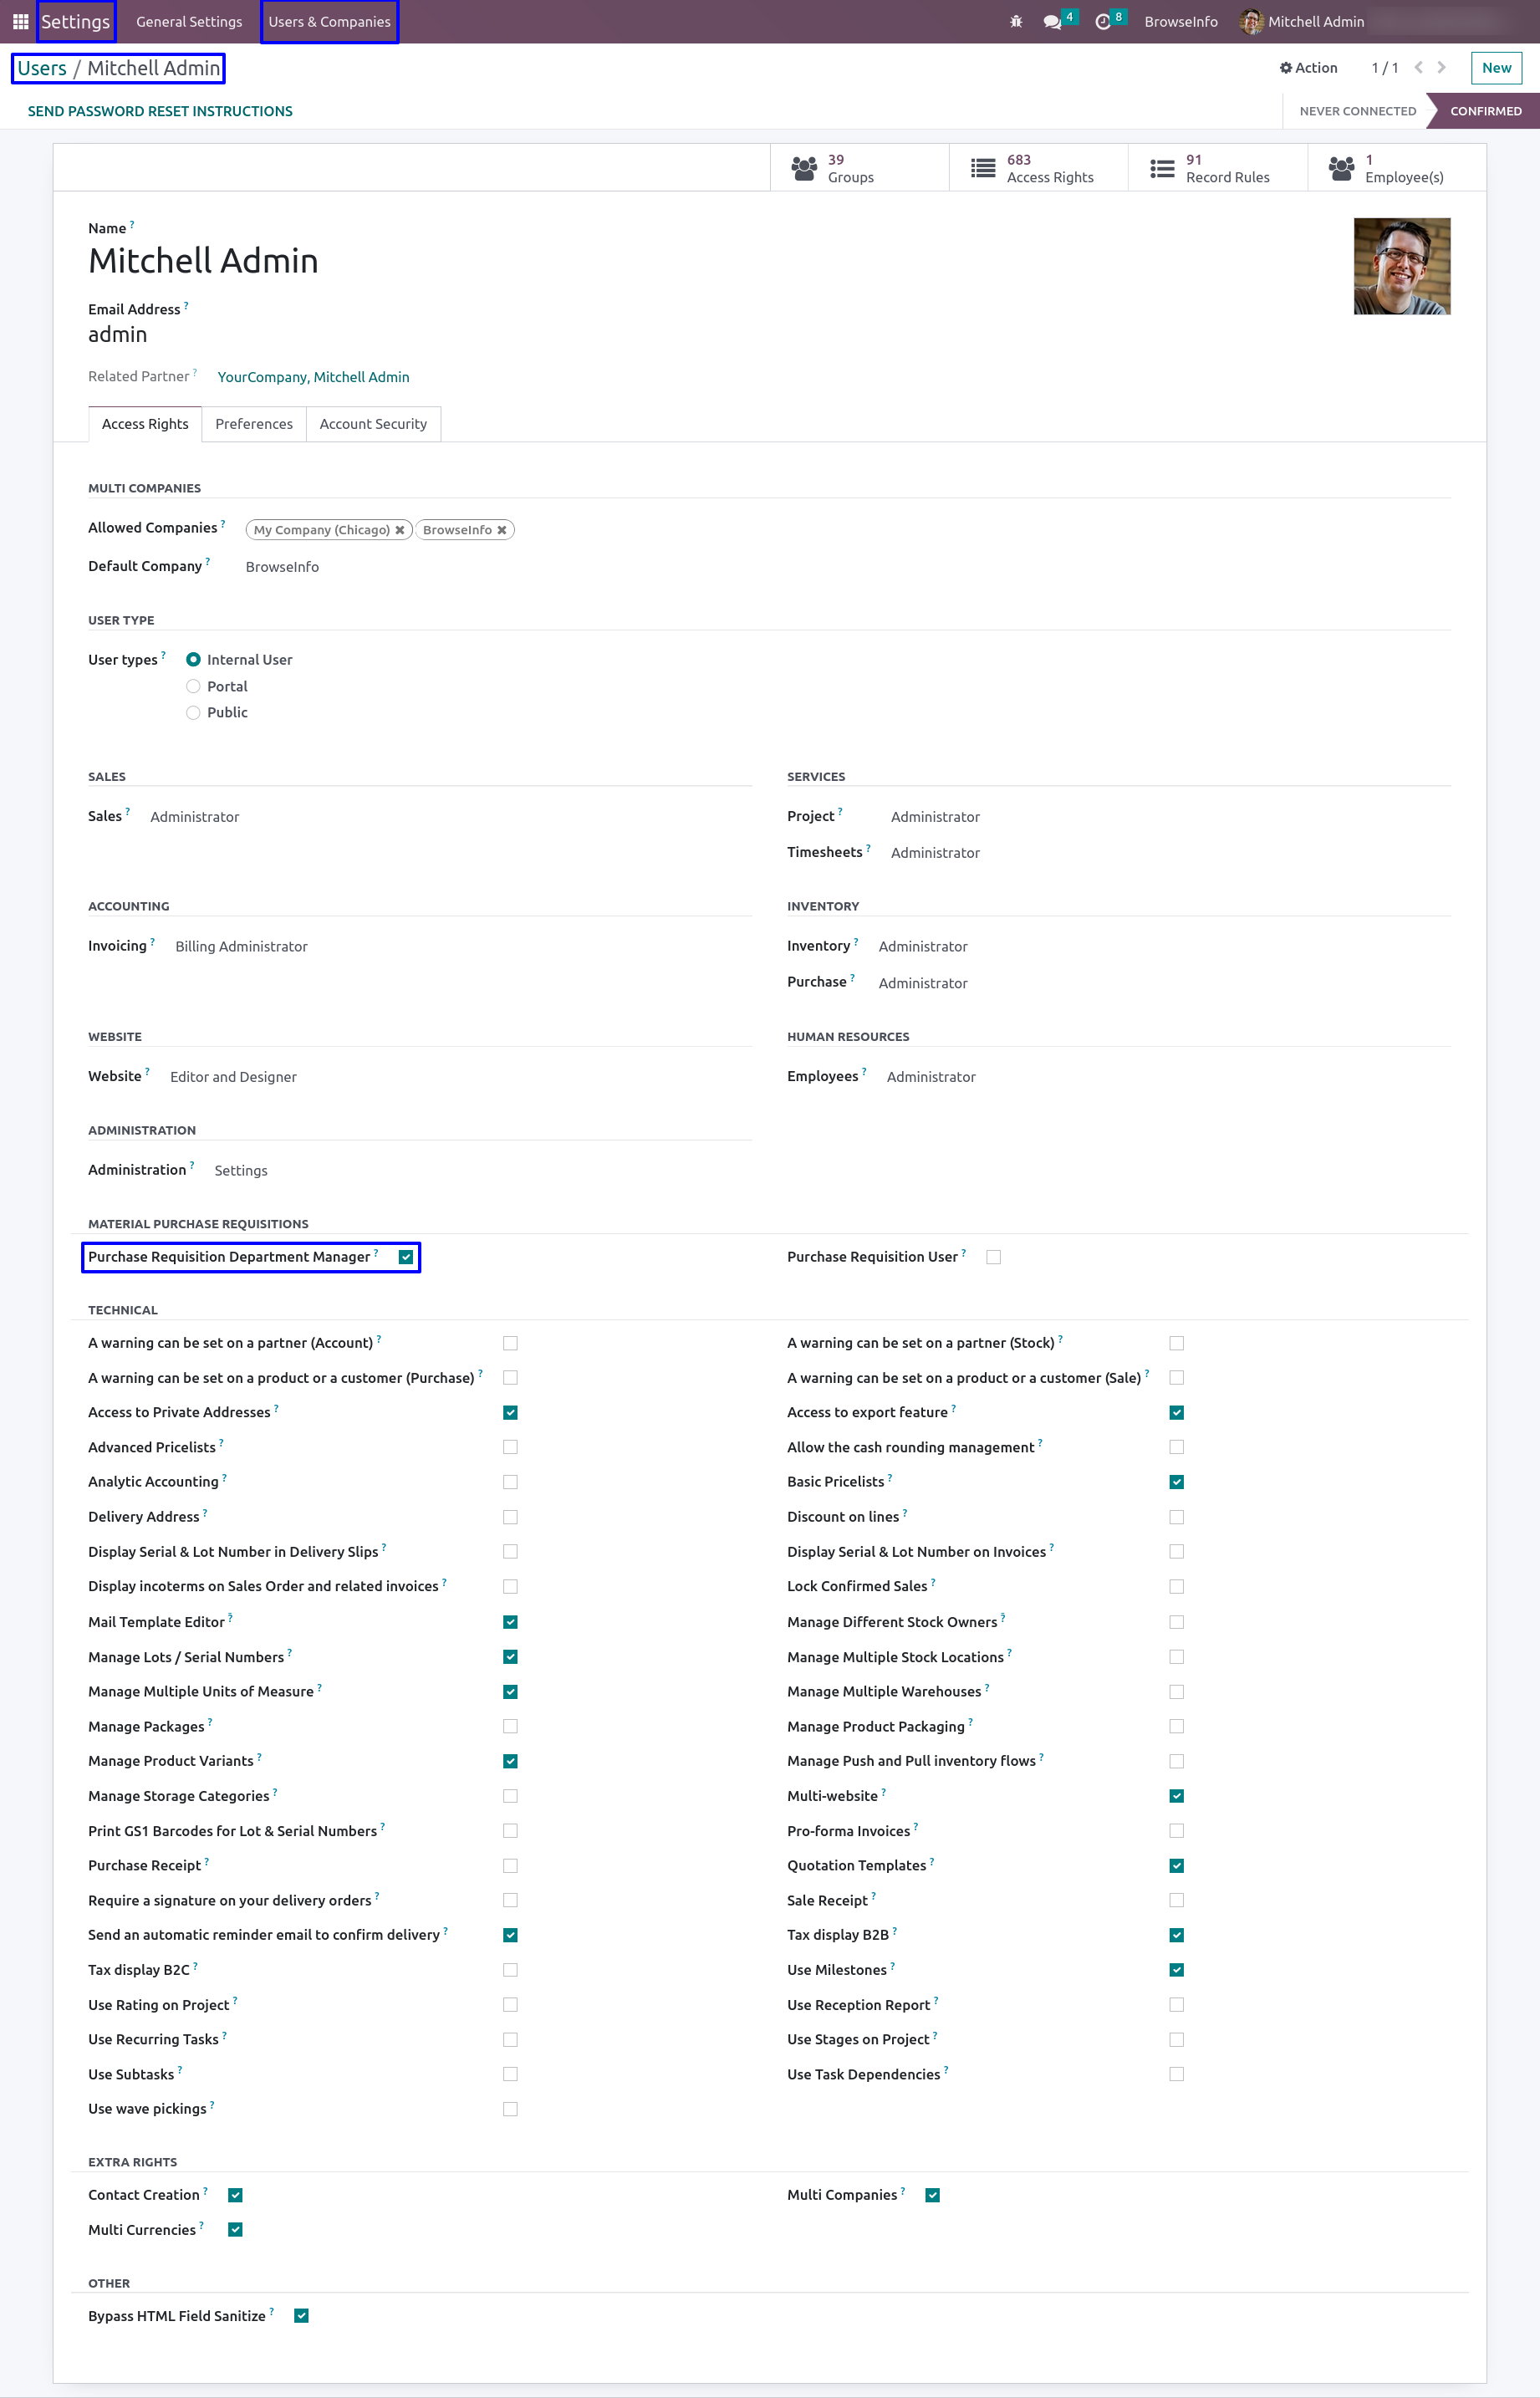 Settings General Settings Users & Companies 4 8 BrowseInfo Mitchell Admin
Users / Mitchell Admin Action 1 / 1 New
SEND PASSWORD RESET INSTRUCTIONS NEVER CONNECTED CONFIRMED
39 683 91 1
Groups Access Rights Record Rules Employee(s)
Name ?
Mitchell Admin
Email Address ?
admin
Related Partner ? YourCompany, Mitchell Admin
Access Rights Preferences Account Security
MULTI COMPANIES
Allowed Companies ? My Company (Chicago) BrowseInfo
Default Company ? BrowseInfo
USER TYPE
User types ? Internal User
Portal
Public
SALES SERVICES
Sales ? Administrator Project ? Administrator
Timesheets ? Administrator
ACCOUNTING INVENTORY
Invoicing ? Billing Administrator Inventory ? Administrator
Purchase ? Administrator
WEBSITE HUMAN RESOURCES
Website ? Editor and Designer Employees ? Administrator
ADMINISTRATION
Administration ? Settings
MATERIAL PURCHASE REQUISITIONS
Purchase Requisition Department Manager ? Purchase Requisition User ?
TECHNICAL
A warning can be set on a partner (Account) ? A warning can be set on a partner (Stock) ?
A warning can be set on a product or a customer (Purchase) ? A warning can be set on a product or a customer (Sale) ?
Access to Private Addresses ? Access to export feature ?
Advanced Pricelists ? Allow the cash rounding management ?
Analytic Accounting ? Basic Pricelists ?
Delivery Address ? Discount on lines ?
Display Serial & Lot Number in Delivery Slips ? Display Serial & Lot Number on Invoices ?
Display incoterms on Sales Order and related invoices ? Lock Confirmed Sales ?
Mail Template Editor ? Manage Different Stock Owners ?
Manage Lots / Serial Numbers ? Manage Multiple Stock Locations ?
Manage Multiple Units of Measure ? Manage Multiple Warehouses ?
Manage Packages ? Manage Product Packaging ?
Manage Product Variants ? Manage Push and Pull inventory flows ?
Manage Storage Categories ? Multi-website ?
Print GS1 Barcodes for Lot & Serial Numbers ? Pro-forma Invoices ?
Purchase Receipt ? Quotation Templates ?
Require a signature on your delivery orders ? Sale Receipt ?
Send an automatic reminder email to confirm delivery ? Tax display B2B ?
Tax display B2C ? Use Milestones ?
Use Rating on Project ? Use Reception Report ?
Use Recurring Tasks ? Use Stages on Project ?
Use Subtasks ? Use Task Dependencies ?
Use wave pickings ?
EXTRA RIGHTS
Contact Creation ? Multi Companies ?
Multi Currencies ?
OTHER
Bypass HTML Field Sanitize ?